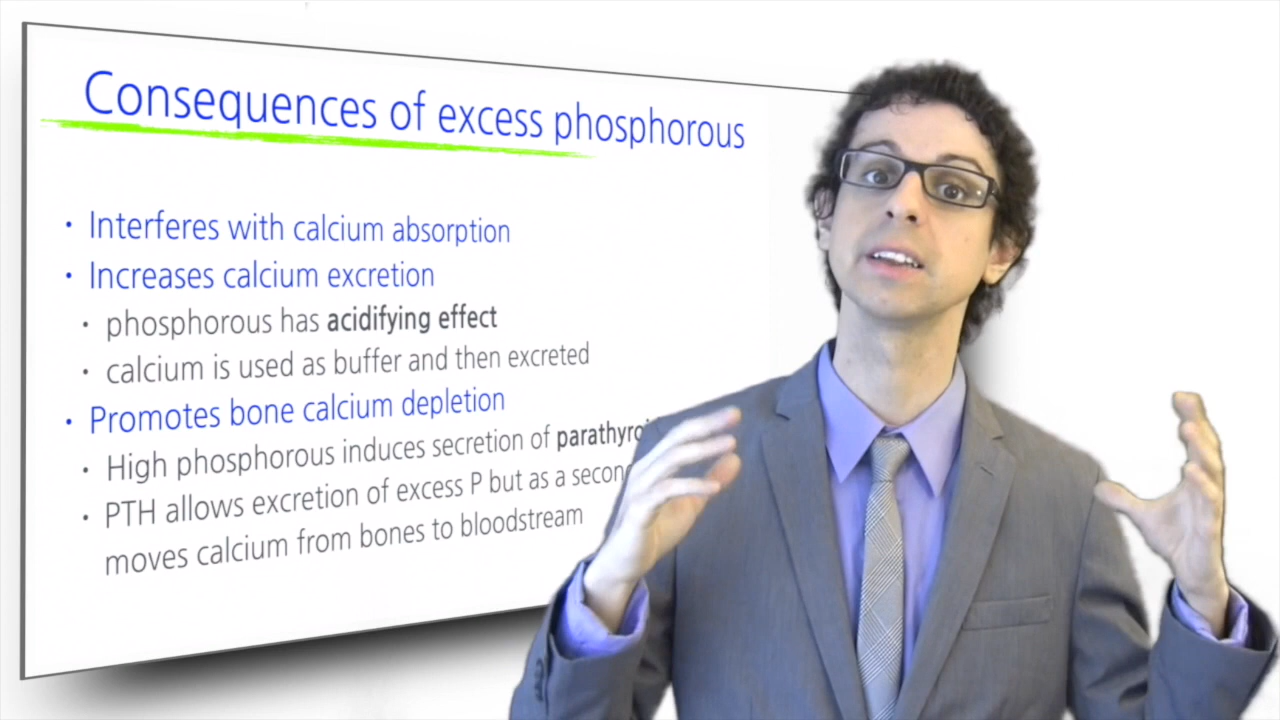 Consequences of excess phosphorous
• Interferes with calcium absorption
• Increases calcium excretion
• phosphorous has acidifying effect
• calcium is used as buffer and then excreted
• Promotes bone calcium depletion
• High phosphorous induces secretion of
• PTH allows excretion of excess P but as a
moves calcium from bones to bloodstream